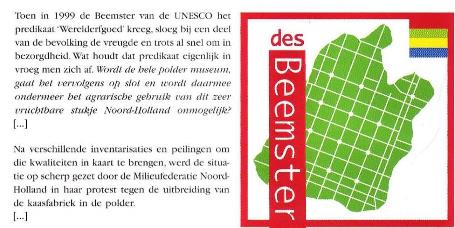 Toen in 1999 de Beemster van de UNESCO het
predikaat ‘Werelderfgoed’ kreeg, sloeg bij een deel
van de bevolking de vreugde en trots al snel om in
bezorgdheid. Wat houdt dat predikaat eigenlijk in
vroeg men zich af. Wordt de hele polder museum,
gaat het vervolgens op slot en wordt daarmee
ondermeer het agrarische gebruik van dit zeer
vruchtbare stukje Noord-Holland onmogelijk?
[...]
Na verschillende inventarisaties en peilingen om
die kwaliteiten in kaart te brengen, werd de situa-
tie op scherp gezet door de Milieufederatie Noord-
Holland in haar protest tegen de uitbreiding van
de kaasfabriek in de polder.
[...]
des
Beemster